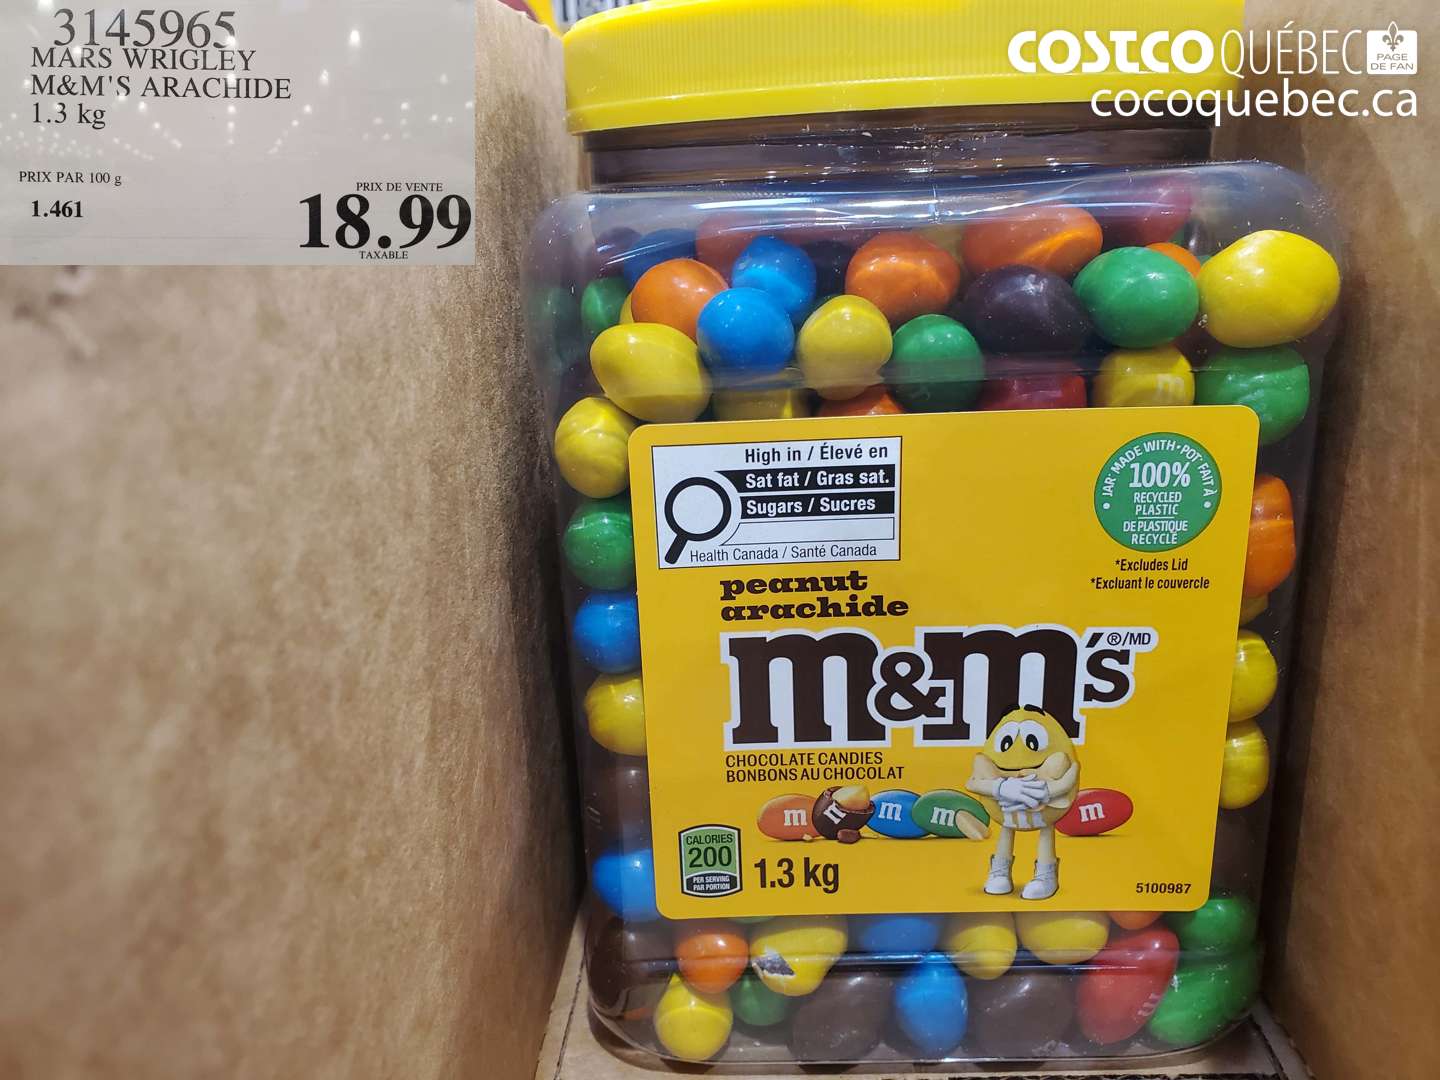 3145965
MARS WRIGLEY
M&M'S ARACHIDE
1.3 kg
PRIX PAR 100 g
1.461
PRIX DE VENTE
18.99
TAXABLE
COSTCO QUÉBEC
PAGE
DE FAN
cocoquebec.ca
High in / Élevé en
Sat fat / Gras sat.
Sugars / Sucres
Health Canada / Santé Canada
JAR* MADE WITH • POT* FAIT À
100%
RECYCLED
PLASTIC
DE PLASTIQUE
RECYCLÉ
*Excludes Lid
*Excluant le couvercle
peanut
arachide
m&m's ®/MD
CHOCOLATE CANDIES
BONBONS AU CHOCOLAT
m m m m m
CALORIES
200
PER SERVING
PAR PORTION
1.3 kg
5100987